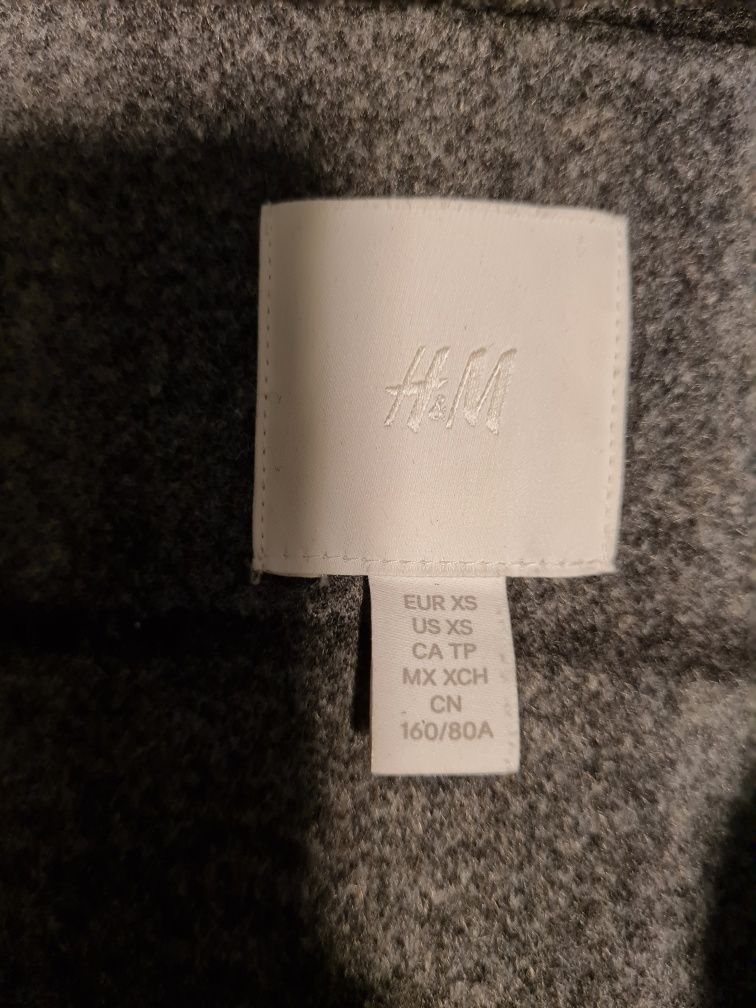 H&M
EUR XS
US XS
CA TP
MX XCH
CN
160/80A